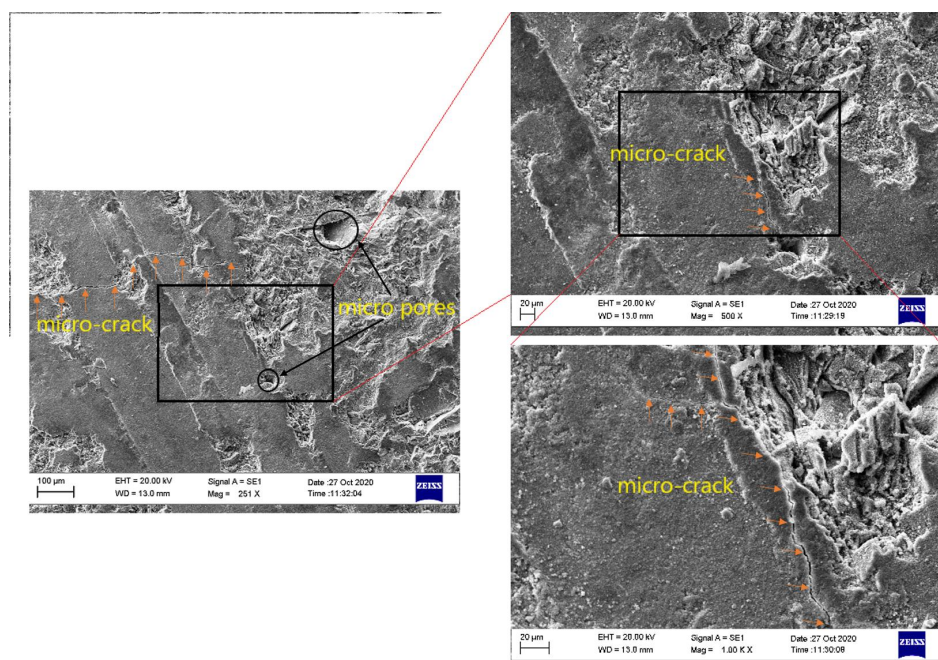 micro-crack
micro pores
100 µm
EHT = 20.00 kV
WD = 13.0 mm
Signal A = SE1
Mag = 251 X
Date :27 Oct 2020
Time :11:32:04
ZEISS
micro-crack
20 µm
EHT = 20.00 kV
WD = 13.0 mm
Signal A = SE1
Mag = 500 X
Date :27 Oct 2020
Time :11:29:19
ZEISS
micro-crack
20 µm
EHT = 20.00 kV
WD = 13.0 mm
Signal A = SE1
Mag = 1.00 K X
Date :27 Oct 2020
Time :11:30:08
ZEISS